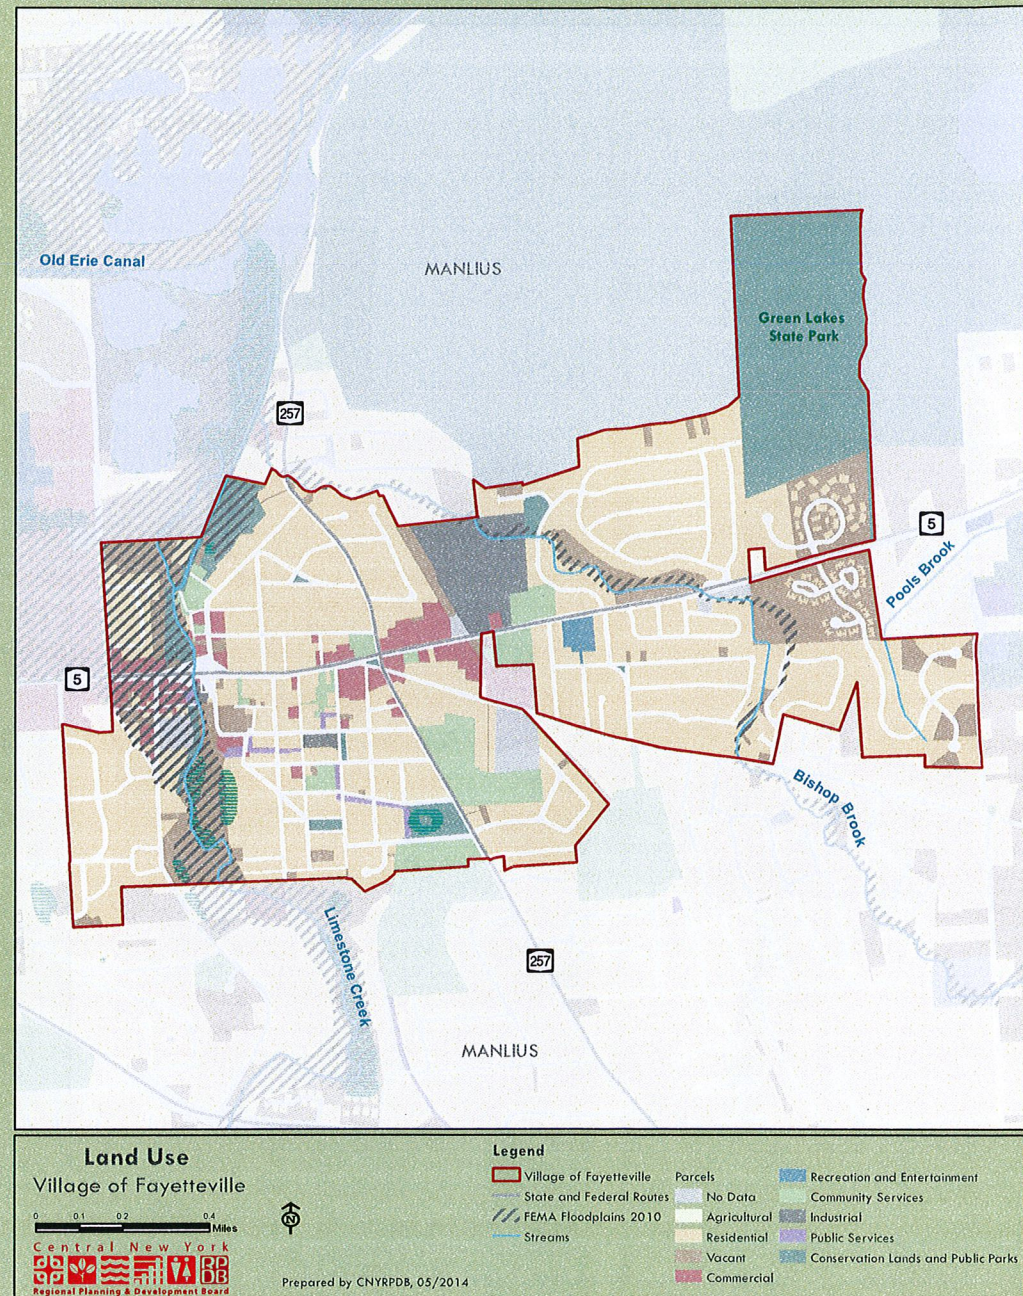 Old Erie Canal
MANLIUS
Green Lakes
State Park
257
5
Pools Brook
5
Bishop Brook
Limestone Creek
257
MANLIUS
Land Use
Village of Fayetteville
0 0.1 0.2 0.4
Miles
N
Central New York
RP
DB
Regional Planning & Development Board
Prepared by CNYRPDB, 05/2014
Legend
Village of Fayetteville
State and Federal Routes
FEMA Floodplains 2010
Streams
Parcels
No Data
Agricultural
Residential
Vacant
Commercial
Recreation and Entertainment
Community Services
Industrial
Public Services
Conservation Lands and Public Parks